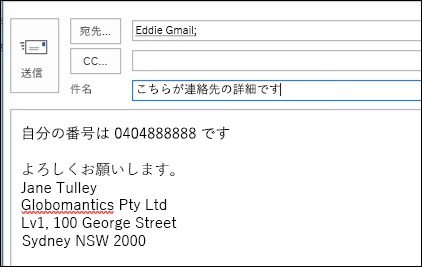 宛先...
Eddie Gmail;
CC...
送信
件名
こちらが連絡先の詳細です
自分の番号は 0404888888 です
よろしくお願いします。
Jane Tulley
Globomantics Pty Ltd
Lv1, 100 George Street
Sydney NSW 2000